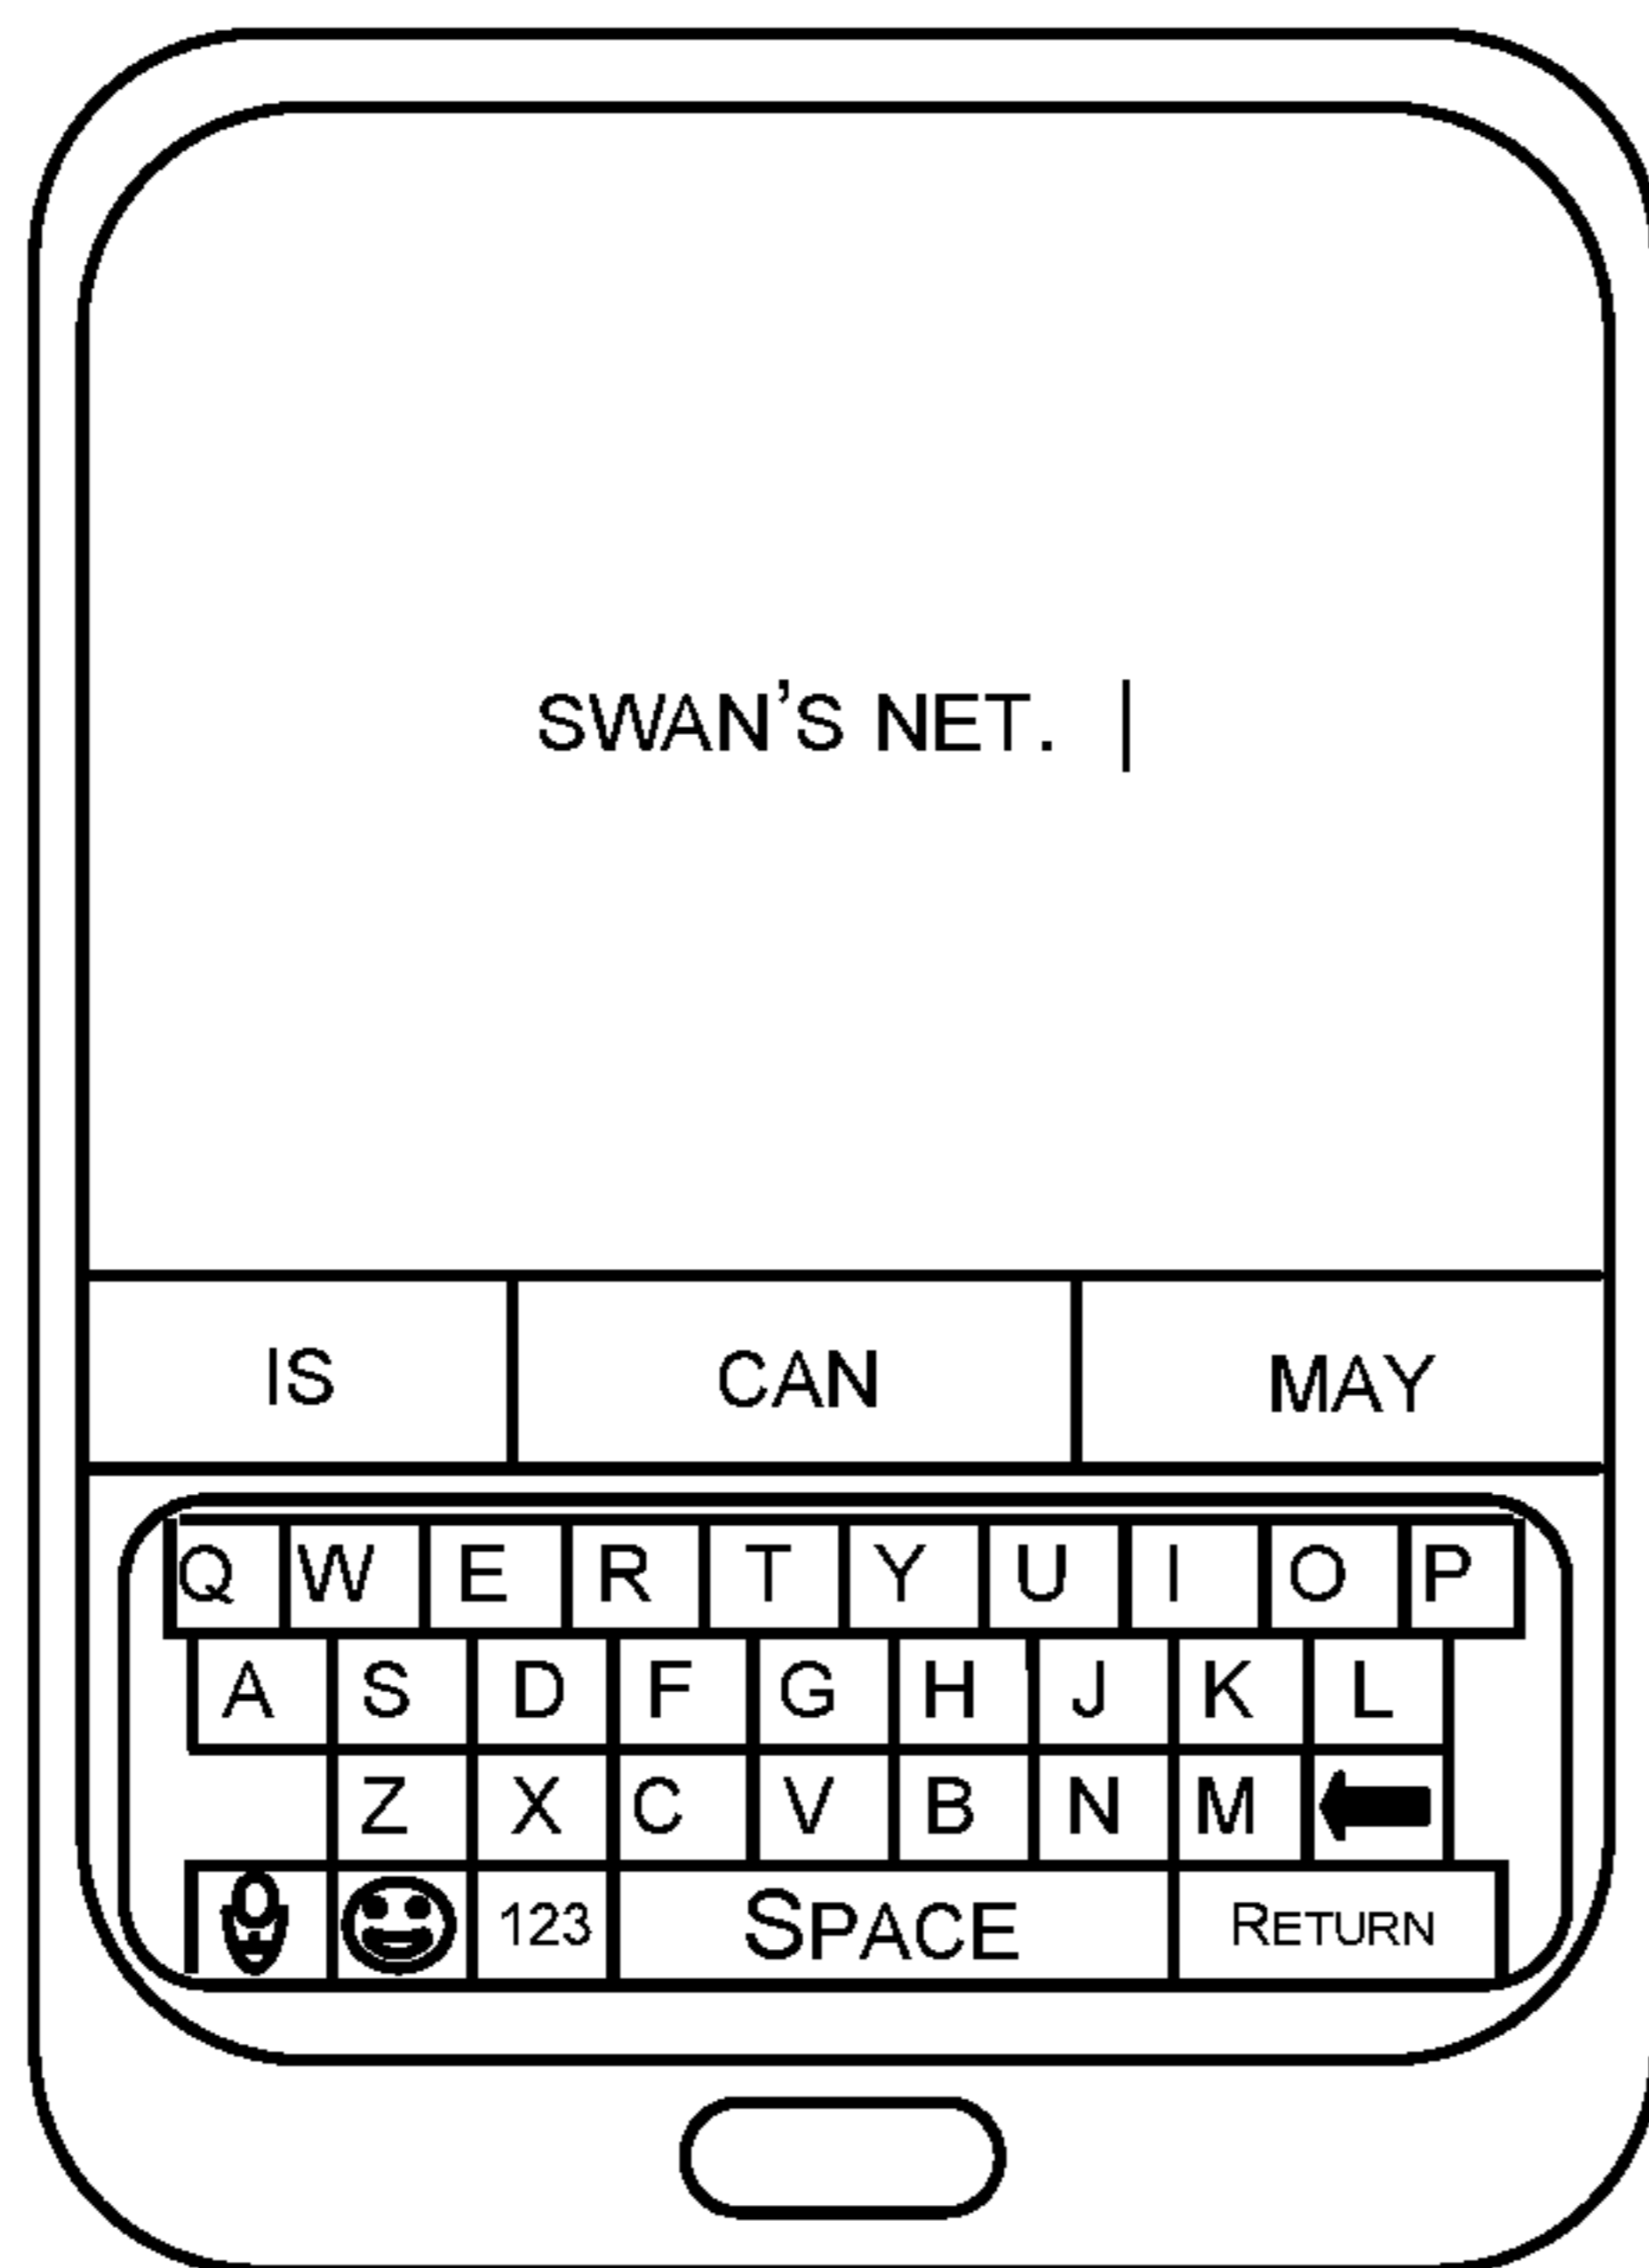 SWAN'S NET. |
IS CAN MAY
Q W E R T Y U I O P
A S D F G H J K L
Z X C V B N M
123 SPACE RETURN